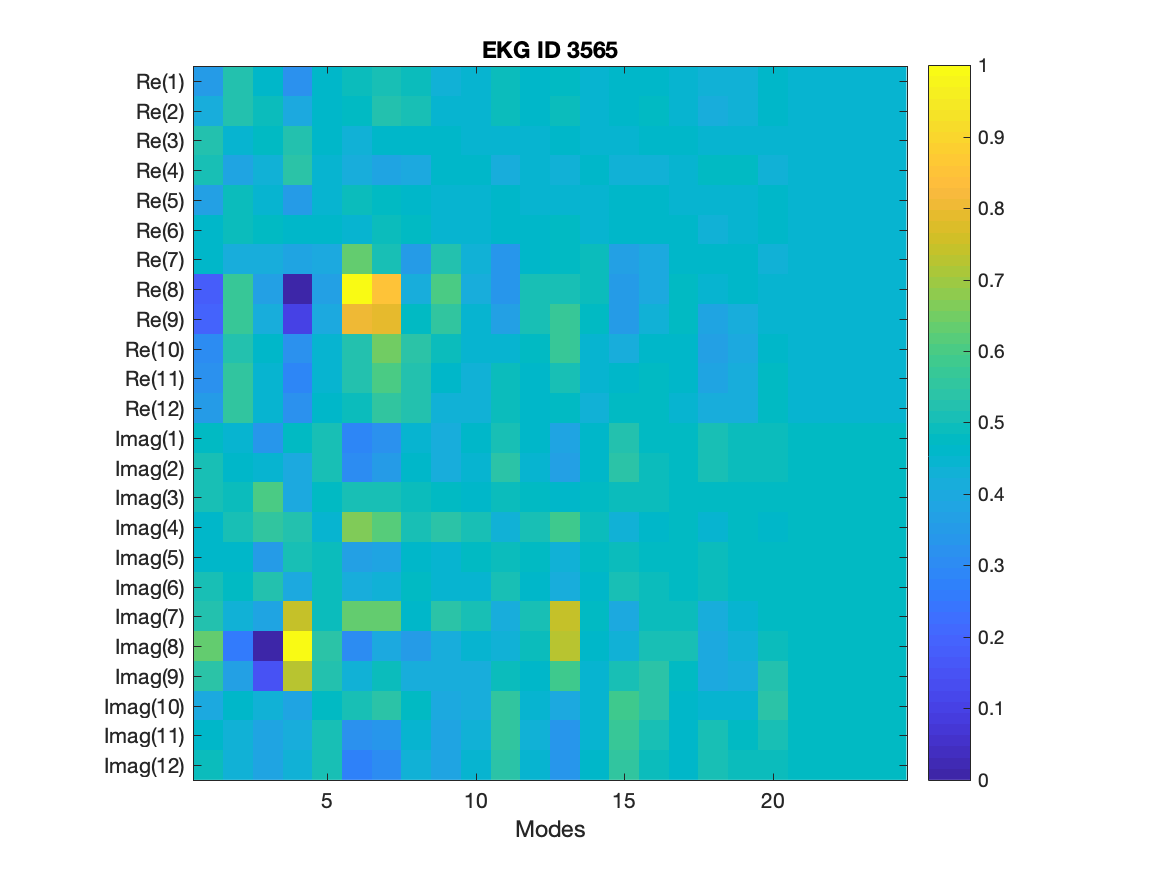 EKG ID 3565
Re(1)
Re(2)
Re(3)
Re(4)
Re(5)
Re(6)
Re(7)
Re(8)
Re(9)
Re(10)
Re(11)
Re(12)
Imag(1)
Imag(2)
Imag(3)
Imag(4)
Imag(5)
Imag(6)
Imag(7)
Imag(8)
Imag(9)
Imag(10)
Imag(11)
Imag(12)
5 10 15 20
Modes
1
0.9
0.8
0.7
0.6
0.5
0.4
0.3
0.2
0.1
0